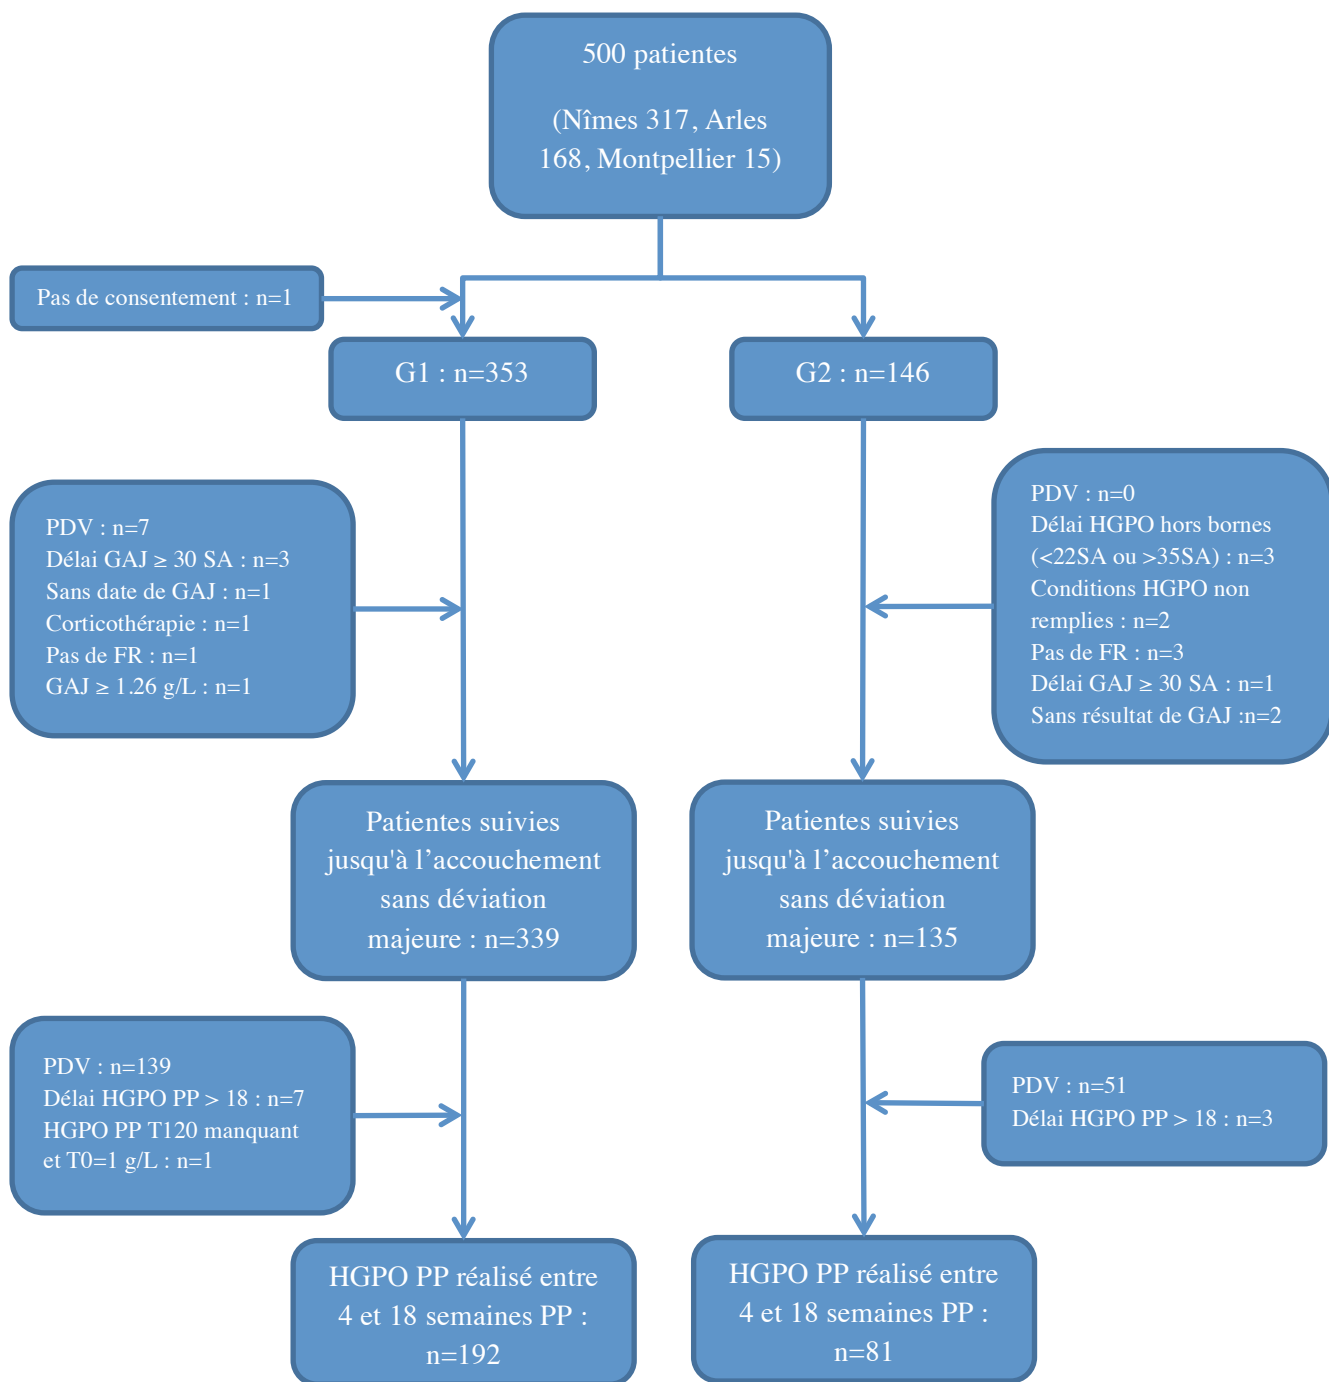 500 patientes
(Nîmes 317, Arles
168, Montpellier 15)
Pas de consentement : n=1
G1 : n=353
G2 : n=146
PDV : n=7
Délai GAJ ≥ 30 SA : n=3
Sans date de GAJ : n=1
Corticothérapie : n=1
Pas de FR : n=1
GAJ ≥ 1.26 g/L : n=1
PDV : n=0
Délai HGPO hors bornes
(<22SA ou >35SA) : n=3
Conditions HGPO non
remplies : n=2
Pas de FR : n=3
Délai GAJ ≥ 30 SA : n=1
Sans résultat de GAJ :n=2
Patientes suivies
jusqu'à l’accouchement
sans déviation
majeure : n=339
Patientes suivies
jusqu'à l’accouchement
sans déviation
majeure : n=135
PDV : n=139
Délai HGPO PP > 18 : n=7
HGPO PP T120 manquant
et T0=1 g/L : n=1
PDV : n=51
Délai HGPO PP > 18 : n=3
HGPO PP réalisé entre
4 et 18 semaines PP :
n=192
HGPO PP réalisé entre
4 et 18 semaines PP :
n=81